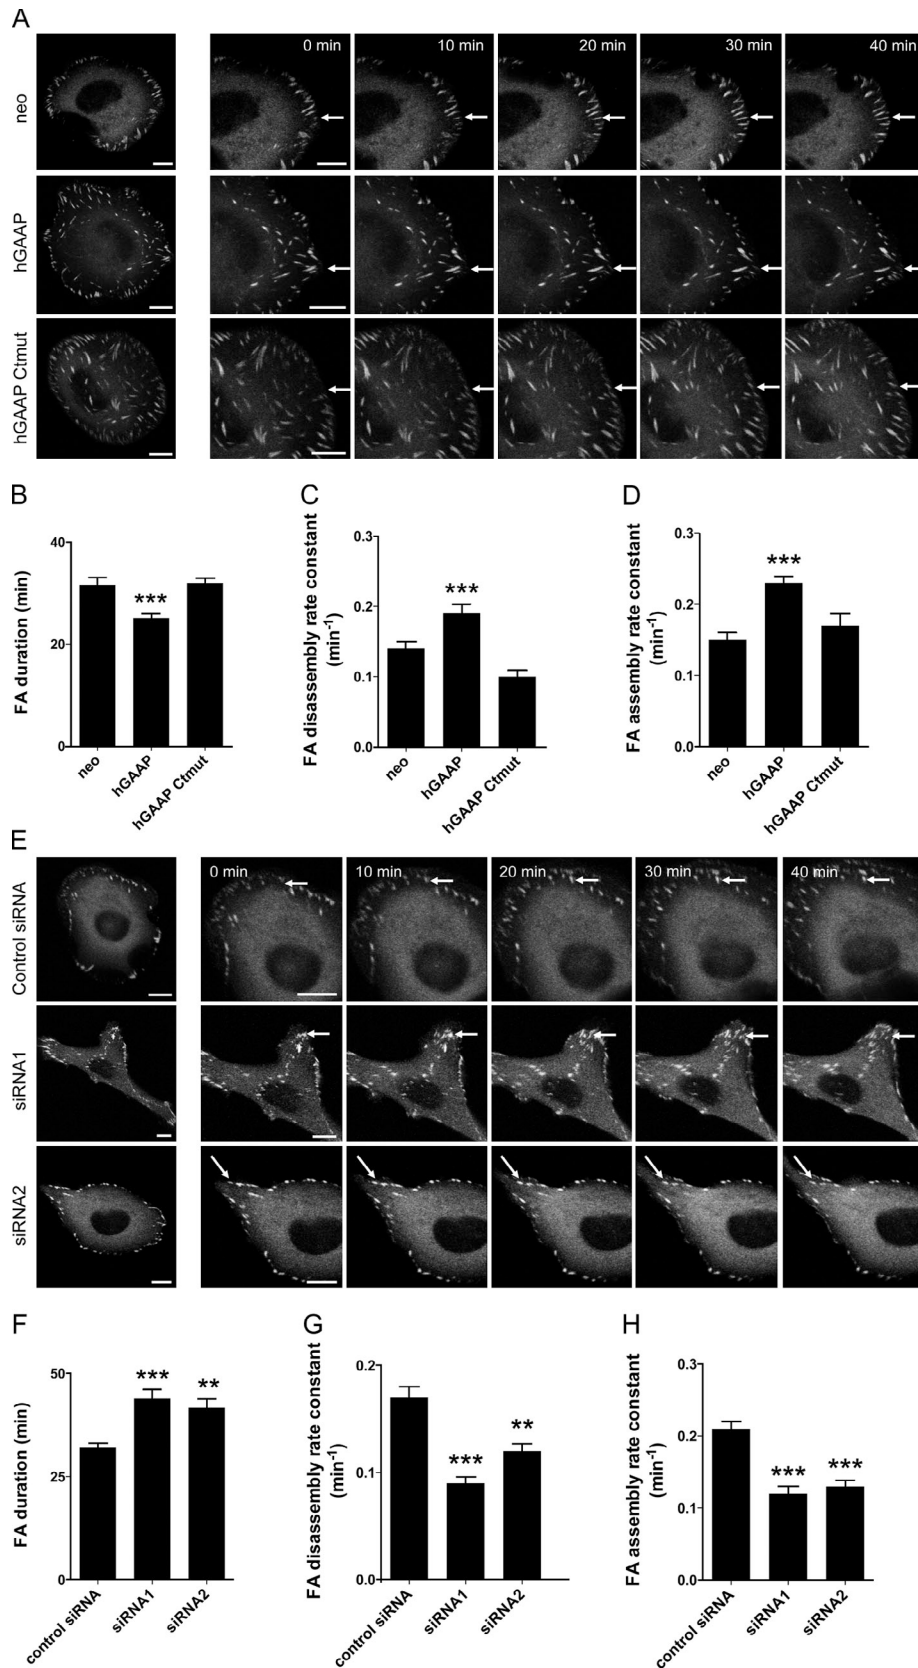 A
neo
0 min
10 min
20 min
30 min
40 min
hGAAP
hGAAP Ctmut
B
FA duration (min)
40
20
0
***
neo
hGAAP
hGAAP Ctmut
C
FA disassembly rate constant
(min-1)
0.3
0.2
0.1
0.0
***
neo
hGAAP
hGAAP Ctmut
D
FA assembly rate constant
(min-1)
0.3
0.2
0.1
0.0
***
neo
hGAAP
hGAAP Ctmut
E
Control siRNA
0 min
10 min
20 min
30 min
40 min
siRNA1
siRNA2
F
FA duration (min)
50
25
0
***
**
control siRNA
siRNA1
siRNA2
G
FA disassembly rate constant
(min-1)
0.2
0.1
0.0
***
**
control siRNA
siRNA1
siRNA2
H
FA assembly rate constant
(min-1)
0.3
0.2
0.1
0.0
***
***
control siRNA
siRNA1
siRNA2